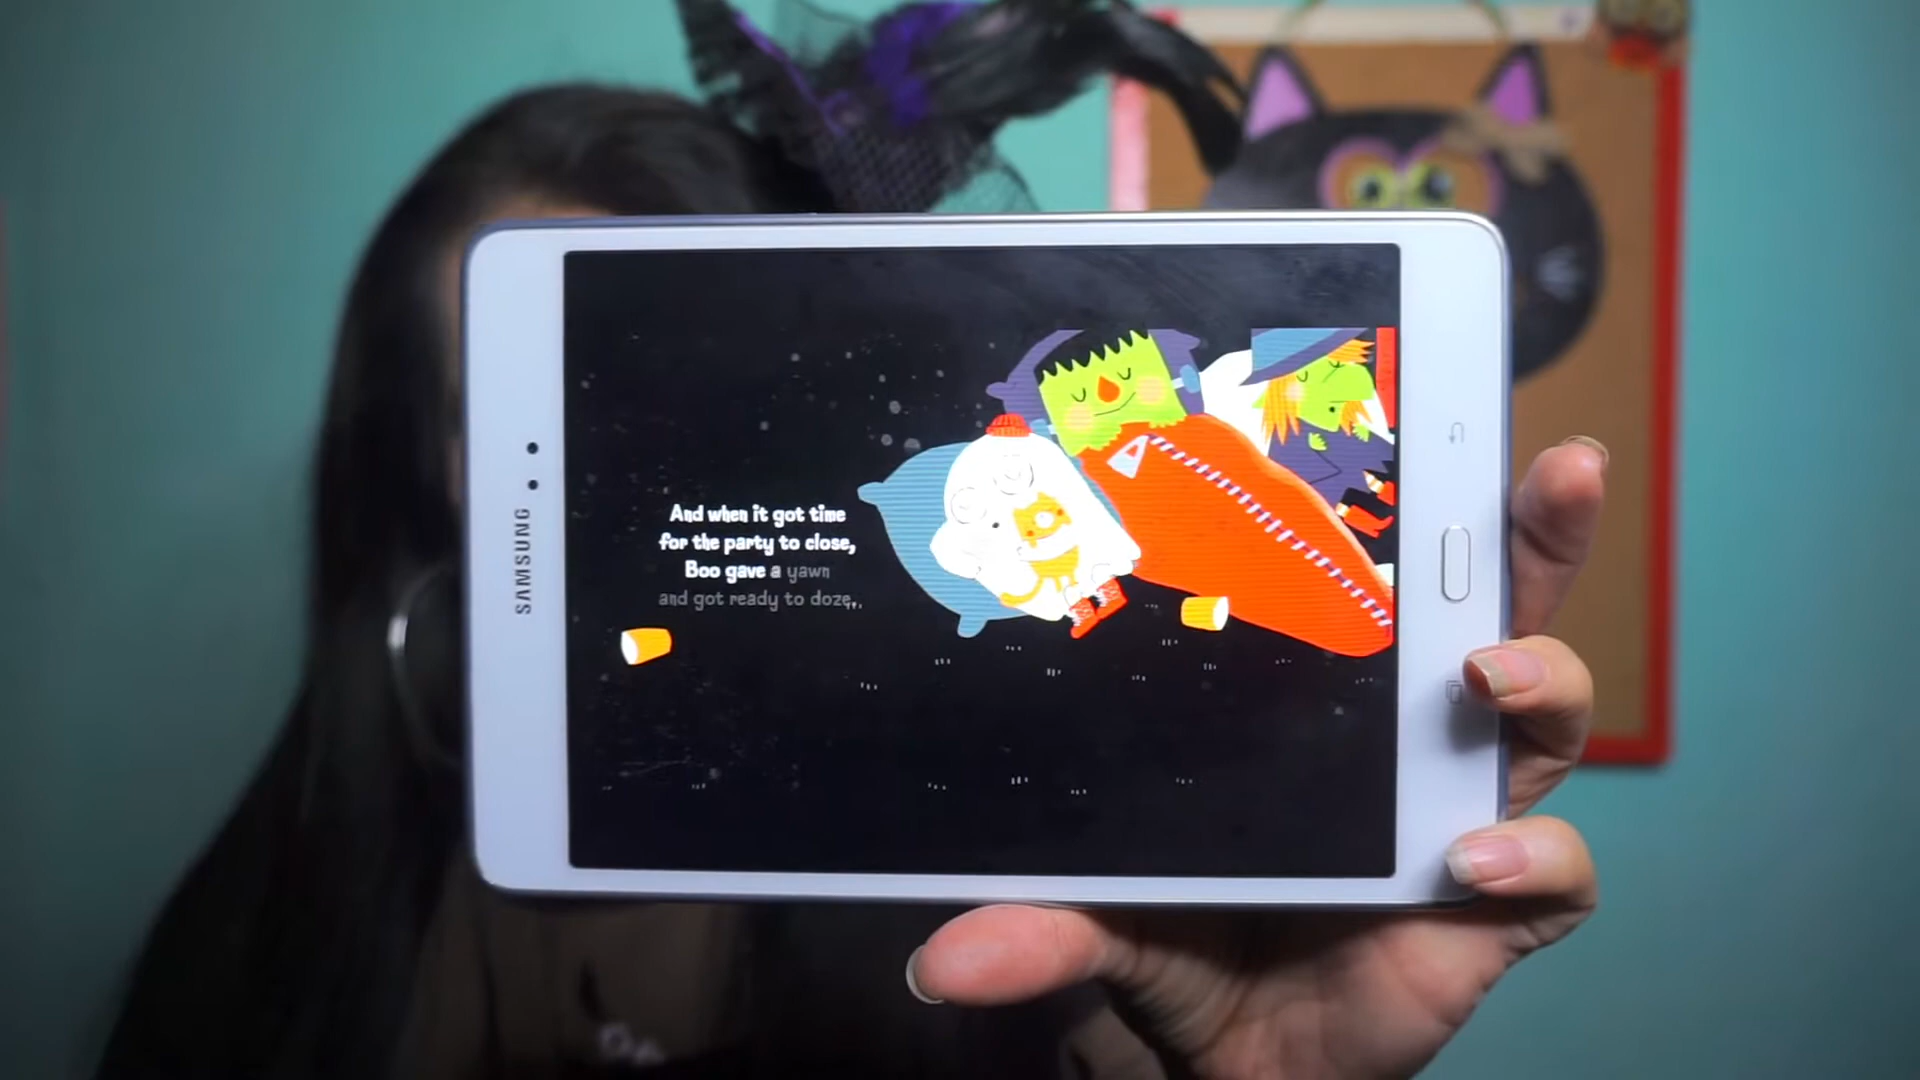 SAMSUNG
And when it got time
for the party to close,
Boo gave a yawn
and got ready to doze...